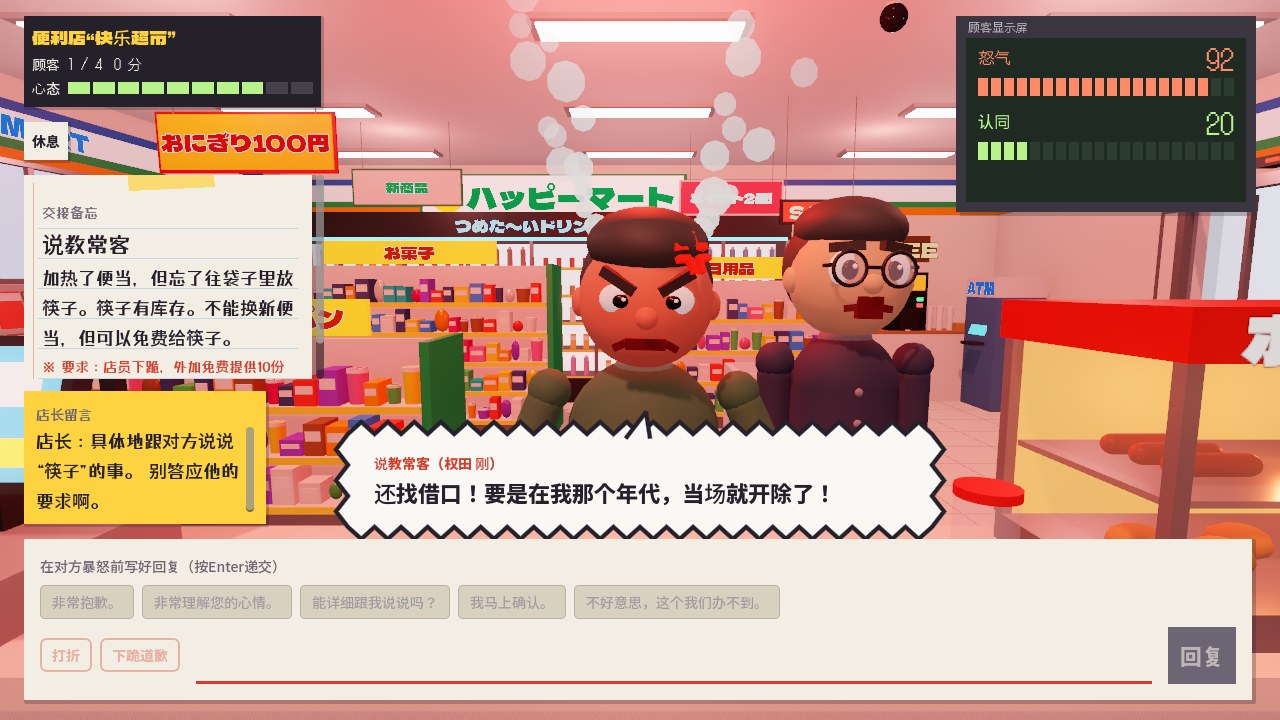 便利店“快乐超市”
顾客 1/4 0分
心态
休息
おにぎり100円
新商品
ハッピーマート
つめた〜いドリン
お菓子
日用品
ATM
顾客显示屏
怒气 92
认同 20
交接备忘
说教常客
加热了便当，但忘了往袋子里放
筷子。筷子有库存。不能换新便
当，但可以免费给筷子。
※ 要求：店员下跪，外加免费提供10份
店长留言
店长：具体地跟对方说说
“筷子”的事。 别答应他的
要求啊。
说教常客（权田 刚）
还找借口！要是在我那个年代，当场就开除了！
在对方暴怒前写好回复（按Enter递交）
非常抱歉。
非常理解您的心情。
能详细跟我说说吗？
我马上确认。
不好意思，这个我们办不到。
打折
下跪道歉
回复